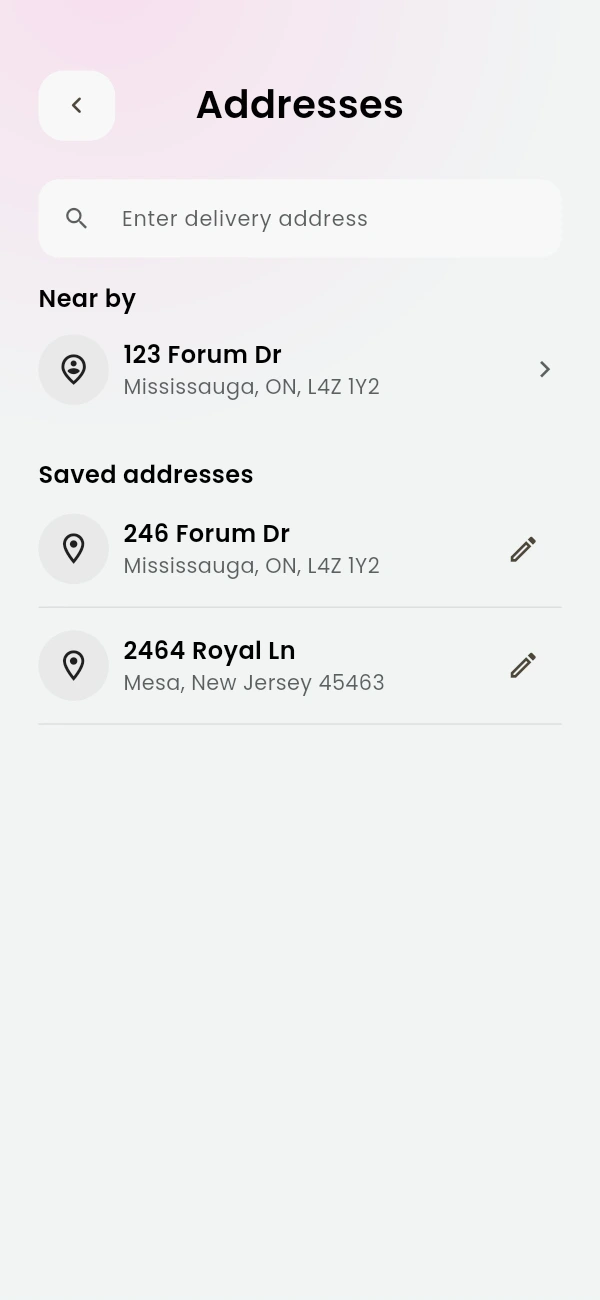 Addresses
Enter delivery address
Near by
123 Forum Dr
Mississauga, ON, L4Z 1Y2
Saved addresses
246 Forum Dr
Mississauga, ON, L4Z 1Y2
2464 Royal Ln
Mesa, New Jersey 45463